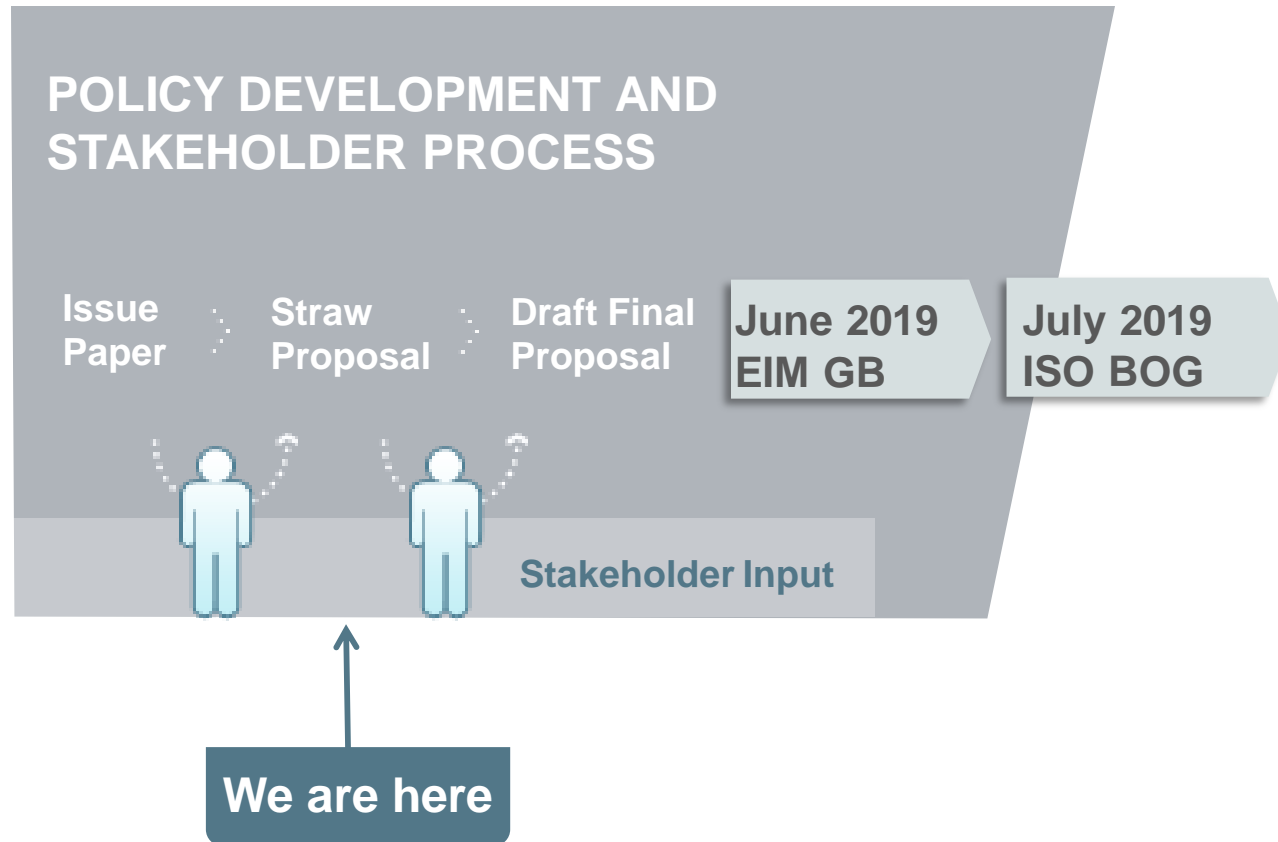 POLICY DEVELOPMENT AND
STAKEHOLDER PROCESS
Issue
Paper
Straw
Proposal
Draft Final
Proposal
June 2019
EIM GB
July 2019
ISO BOG
Stakeholder Input
We are here